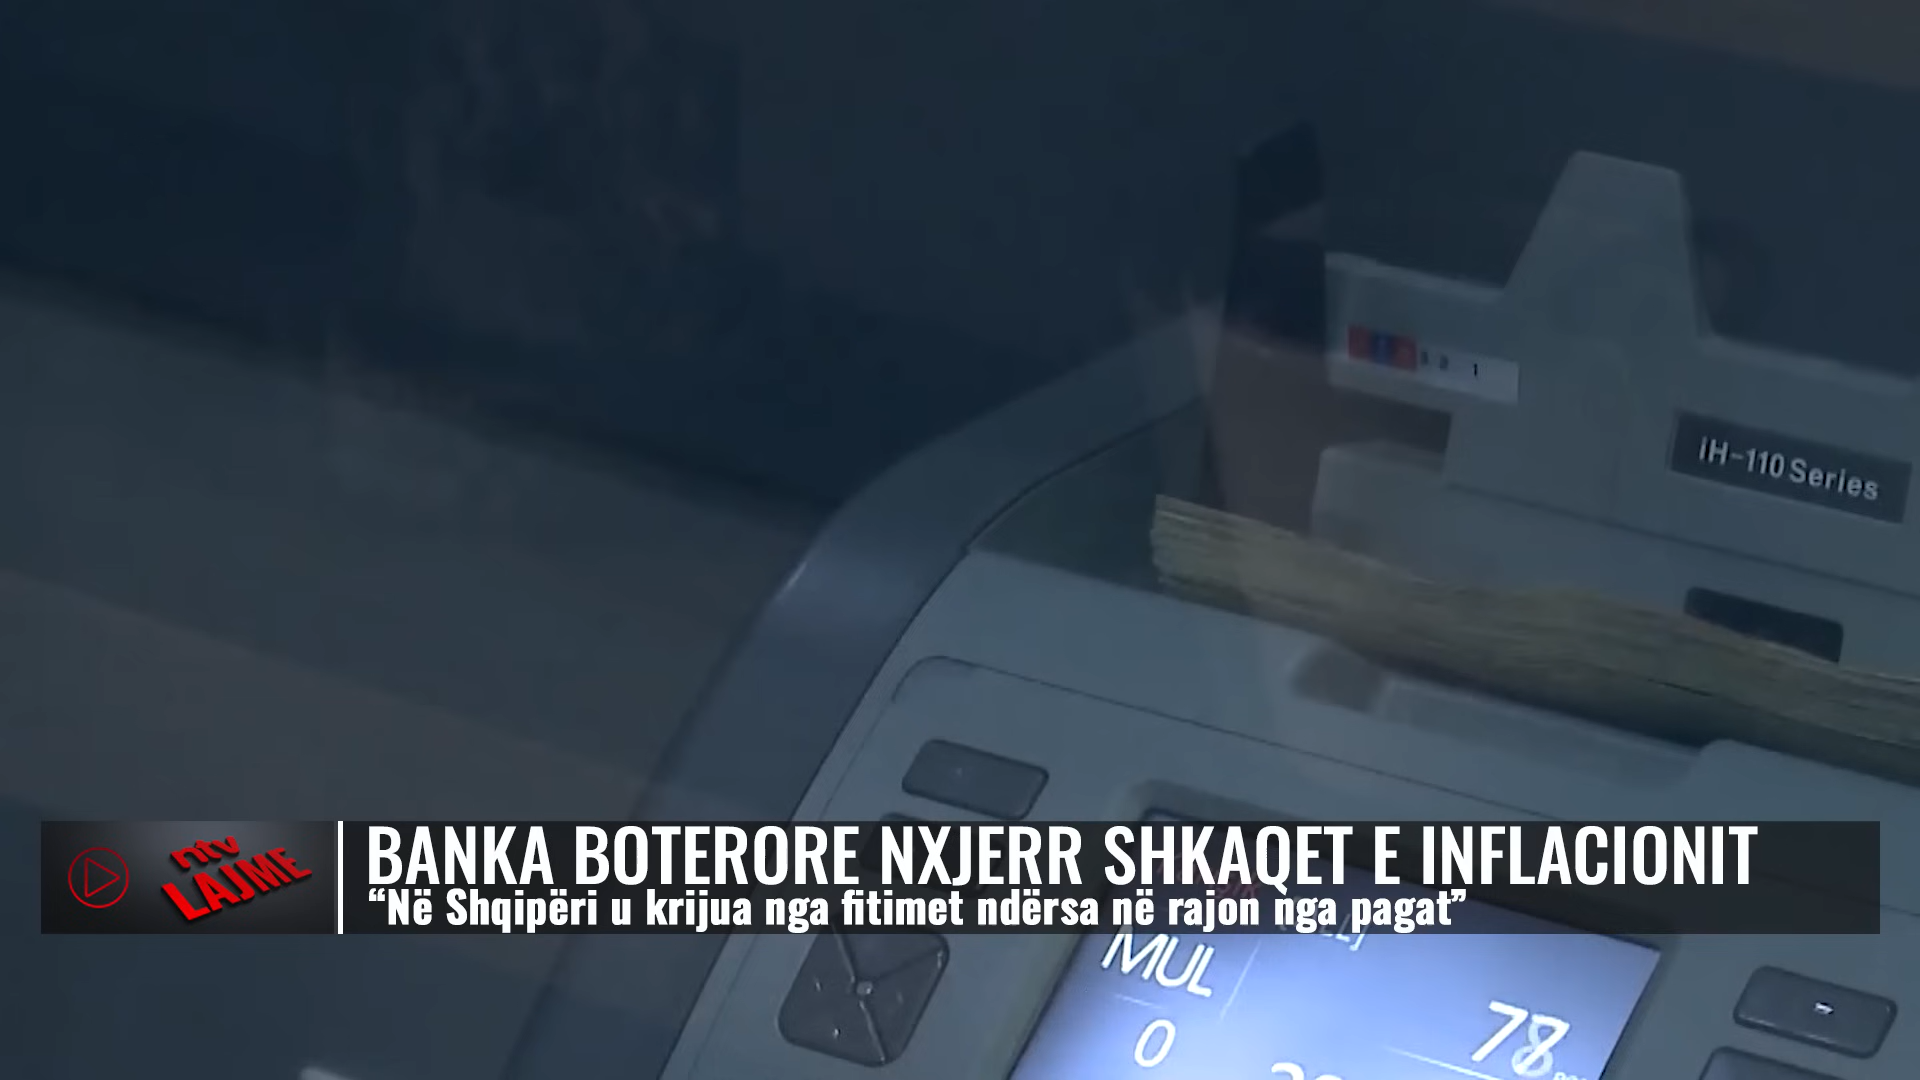 iH-110 Series
ntv
LAJME
BANKA BOTERORE NXJERR SHKAQET E INFLACIONIT
“Në Shqipëri u krijua nga fitimet ndërsa në rajon nga pagat”
MUL
0